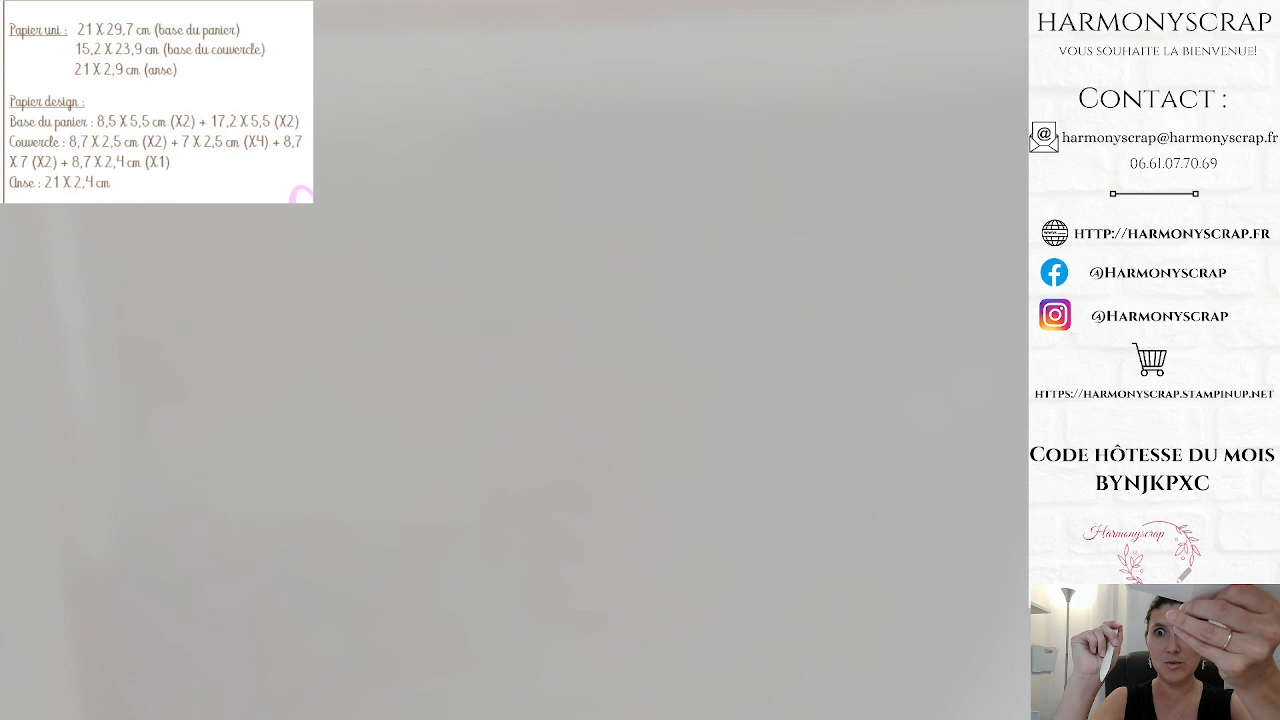 Papier uni : 21 X 29,7 cm (base du panier)
15,2 X 23,9 cm (base du couvercle)
21 X 2,9 cm (anse)
Papier design :
Base du panier : 8,5 X 5,5 cm (X2) + 17,2 X 5,5 (X2)
Couvercle : 8,7 X 2,5 cm (X2) + 7 X 2,5 cm (X4) + 8,7
X 7 (X2) + 8,7 X 2,4 cm (X1)
Anse : 21 X 2,4 cm
HARMONYSCRAP
VOUS SOUHAITE LA BIENVENUE!
CONTACT :
@
harmonyscrap@harmonyscrap.fr
06.61.07.70.69
HTTP://HARMONYSCRAP.FR
@HARMONYSCRAP
@HARMONYSCRAP
HTTPS://HARMONYSCRAP.STAMPINUP.NET
CODE HÔTESSE DU MOIS
BYNJKPXC
Harmonyscrap